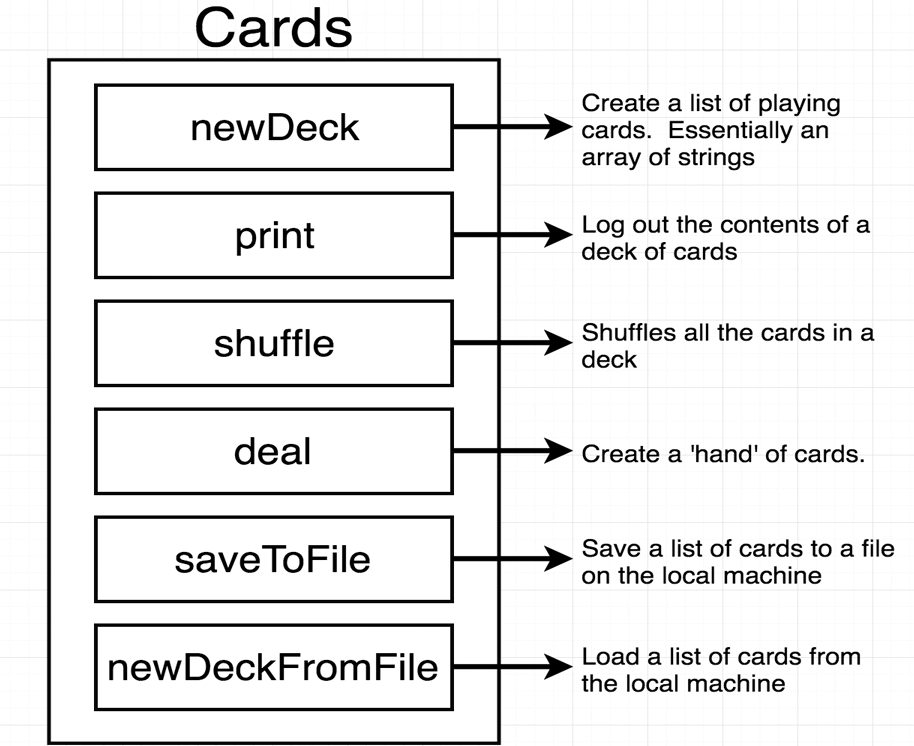 Cards
newDeck
Create a list of playing
cards.  Essentially an
array of strings
print
Log out the contents of a
deck of cards
shuffle
Shuffles all the cards in a
deck
deal
Create a 'hand' of cards.
saveToFile
Save a list of cards to a file
on the local machine
newDeckFromFile
Load a list of cards from
the local machine